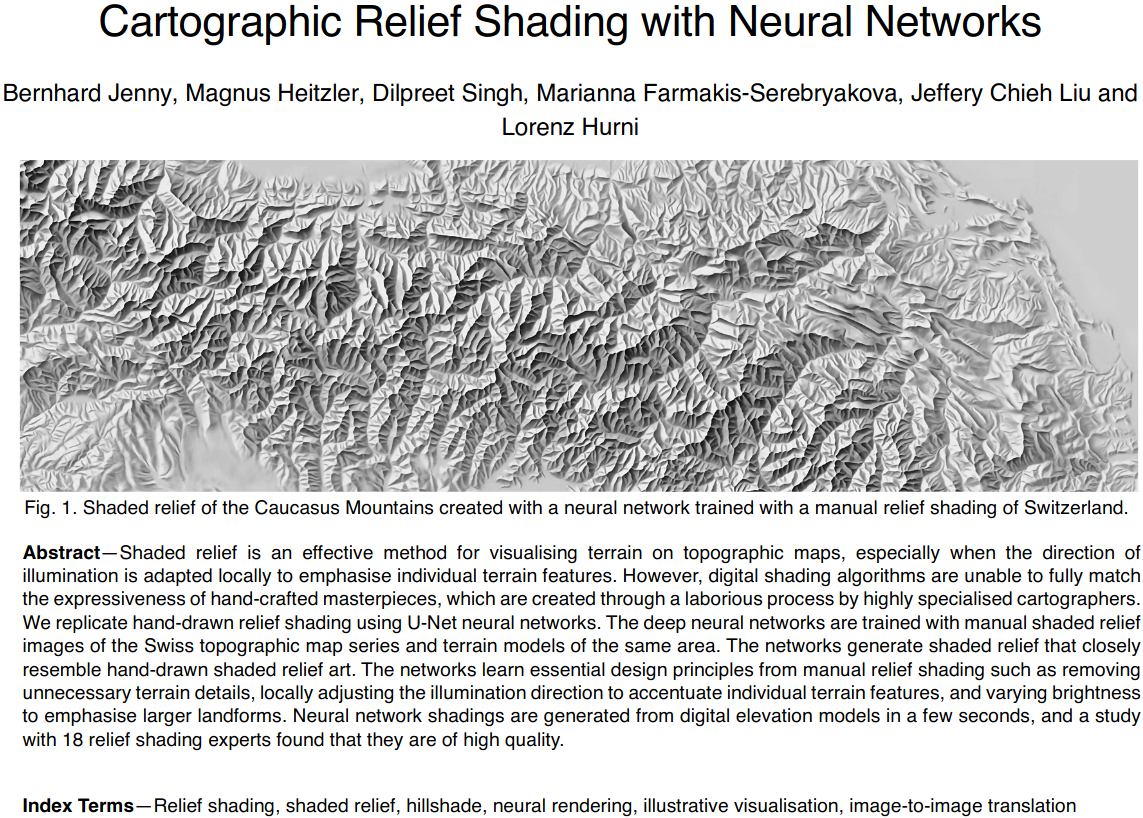 Cartographic Relief Shading with Neural Networks
Bernhard Jenny, Magnus Heitzler, Dilpreet Singh, Marianna Farmakis-Serebryakova, Jeffery Chieh Liu and
Lorenz Hurni
Fig. 1. Shaded relief of the Caucasus Mountains created with a neural network trained with a manual relief shading of Switzerland.
Abstract—Shaded relief is an effective method for visualising terrain on topographic maps, especially when the direction of
illumination is adapted locally to emphasise individual terrain features. However, digital shading algorithms are unable to fully match
the expressiveness of hand-crafted masterpieces, which are created through a laborious process by highly specialised cartographers.
We replicate hand-drawn relief shading using U-Net neural networks. The deep neural networks are trained with manual shaded relief
images of the Swiss topographic map series and terrain models of the same area. The networks generate shaded relief that closely
resemble hand-drawn shaded relief art. The networks learn essential design principles from manual relief shading such as removing
unnecessary terrain details, locally adjusting the illumination direction to accentuate individual terrain features, and varying brightness
to emphasise larger landforms. Neural network shadings are generated from digital elevation models in a few seconds, and a study
with 18 relief shading experts found that they are of high quality.
Index Terms—Relief shading, shaded relief, hillshade, neural rendering, illustrative visualisation, image-to-image translation